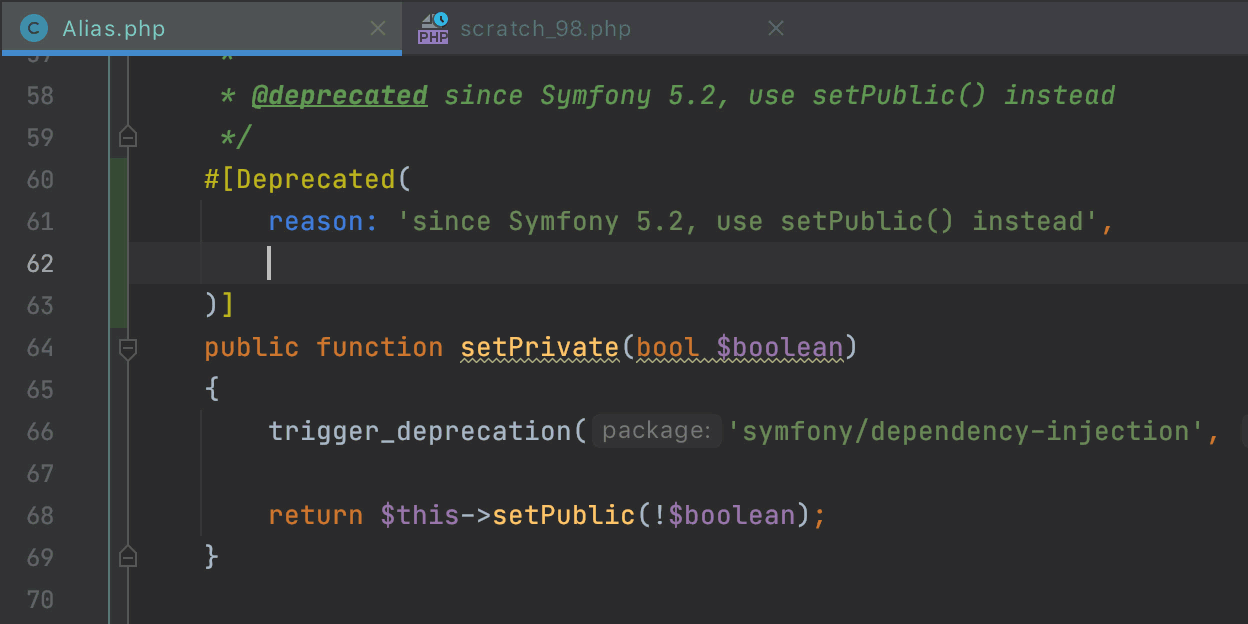 C Alias.php
PHP scratch_98.php
57 *
58 * @deprecated since Symfony 5.2, use setPublic() instead
59 */
60 #[Deprecated(
61 reason: 'since Symfony 5.2, use setPublic() instead',
62
63 )]
64 public function setPrivate(bool $boolean)
65 {
66 trigger_deprecation( package: 'symfony/dependency-injection',
67
68 return $this->setPublic(!$boolean);
69 }
70